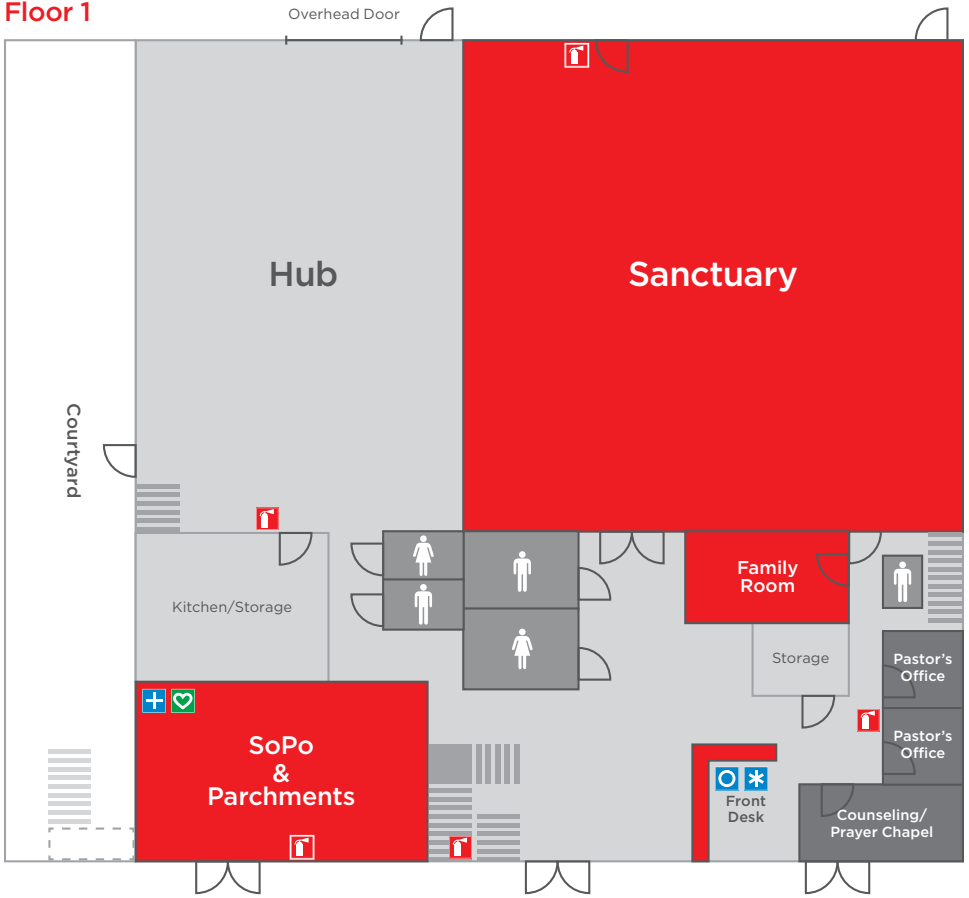 Floor 1
Overhead Door
Hub
Sanctuary
Courtyard
Kitchen/Storage
Family
Room
Storage
Pastor's
Office
Pastor's
Office
SoPo
&
Parchments
Front
Desk
Counseling/
Prayer Chapel